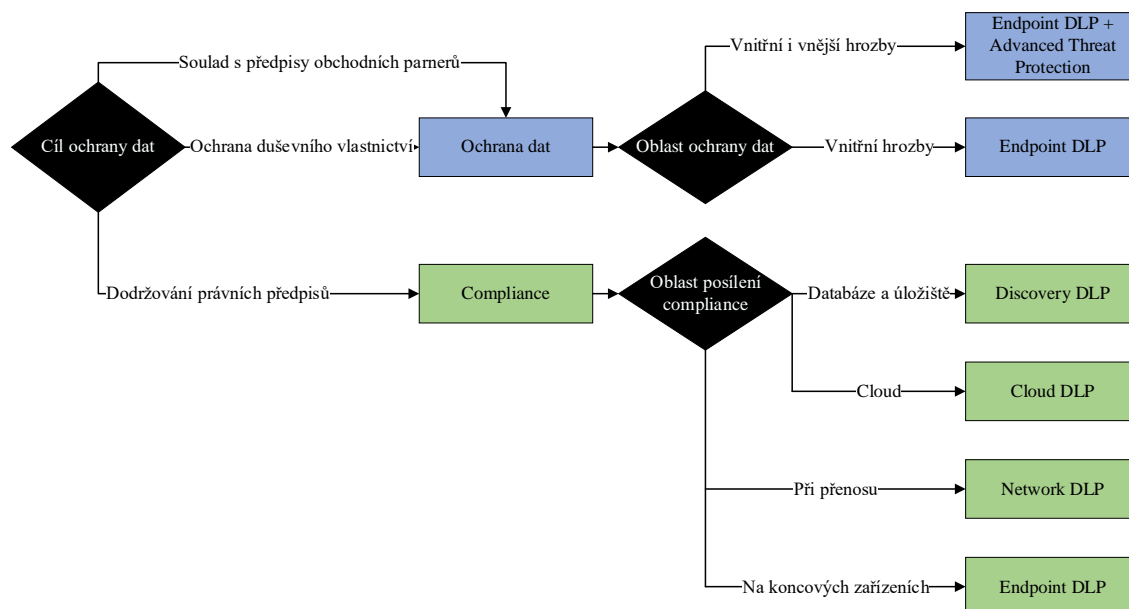 Vnitřní i vnější hrozby
Endpoint DLP +
Advanced Threat
Protection
Soulad s předpisy obchodních parnerů
Cíl ochrany dat
Ochrana duševního vlastnictví
Ochrana dat
Oblast ochrany dat
Vnitřní hrozby
Endpoint DLP
Dodržování právních předpisů
Compliance
Oblast posílení
compliance
Databáze a úložiště
Discovery DLP
Cloud
Cloud DLP
Při přenosu
Network DLP
Na koncových zařízeních
Endpoint DLP